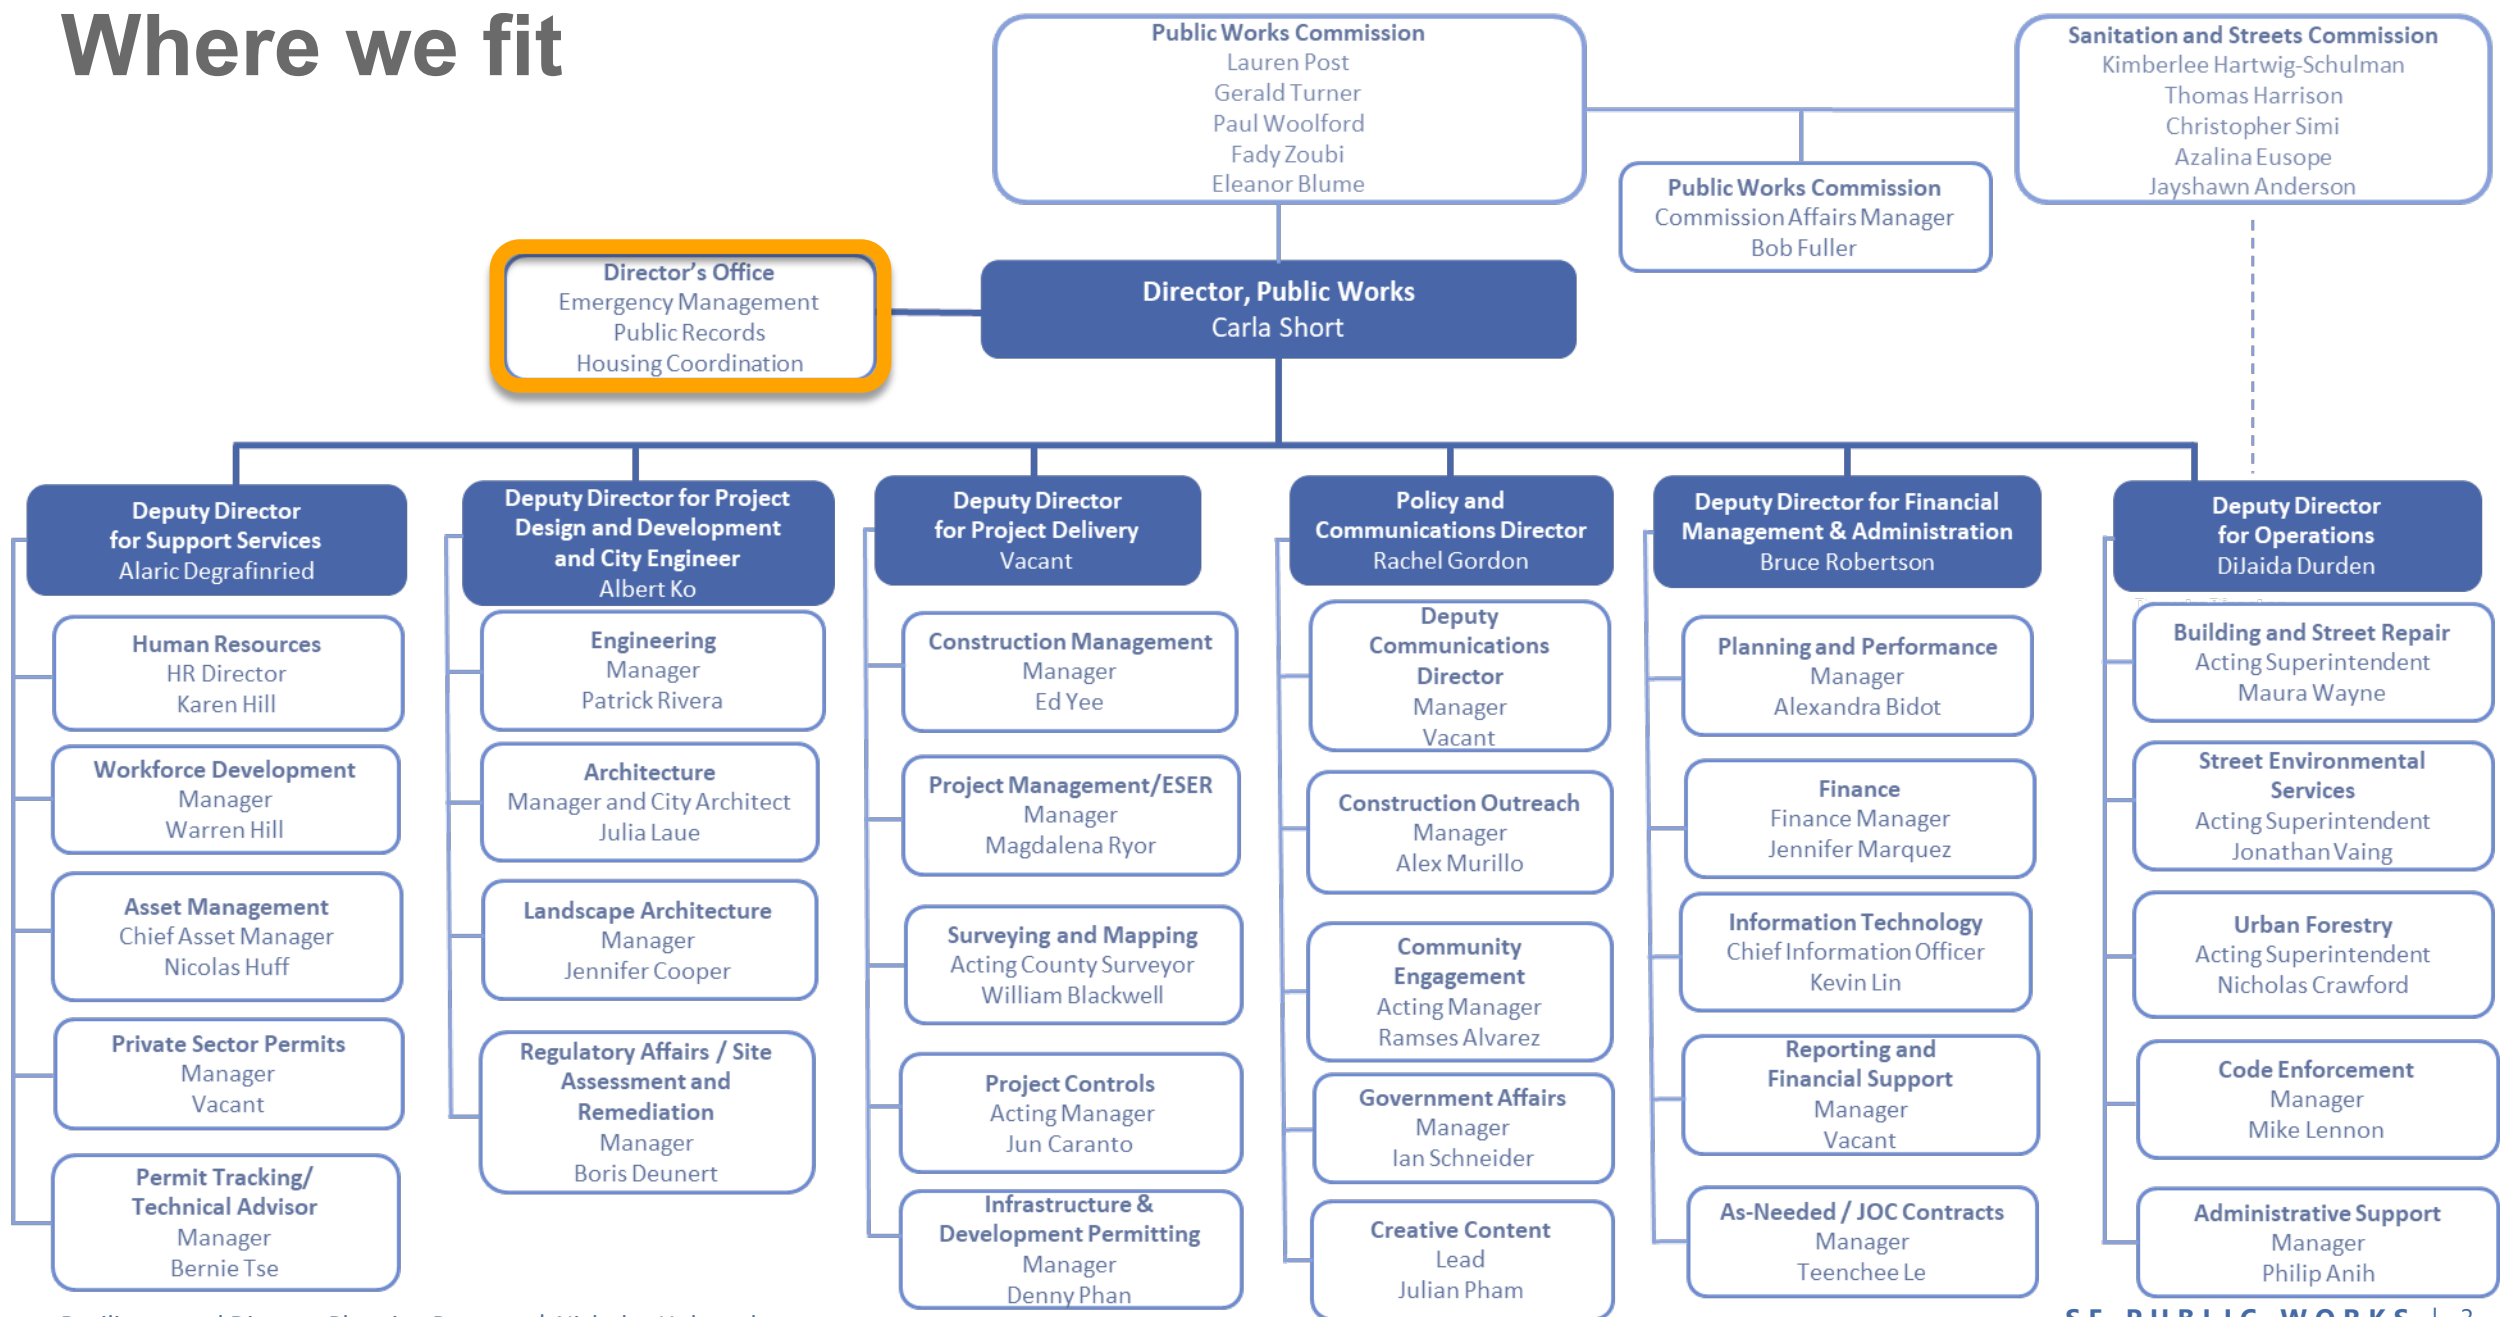 Where we fit
Public Works Commission
Lauren Post
Gerald Turner
Paul Woolford
Fady Zoubi
Eleanor Blume
Sanitation and Streets Commission
Kimberlee Hartwig-Schulman
Thomas Harrison
Christopher Simi
Azalina Eusope
Jayshawn Anderson
Public Works Commission
Commission Affairs Manager
Bob Fuller
Director's Office
Emergency Management
Public Records
Housing Coordination
Director, Public Works
Carla Short
Deputy Director
for Support Services
Alaric Degrafinried
Human Resources
HR Director
Karen Hill
Workforce Development
Manager
Warren Hill
Asset Management
Chief Asset Manager
Nicolas Huff
Private Sector Permits
Manager
Vacant
Permit Tracking/
Technical Advisor
Manager
Bernie Tse
Deputy Director for Project
Design and Development
and City Engineer
Albert Ko
Engineering
Manager
Patrick Rivera
Architecture
Manager and City Architect
Julia Laue
Landscape Architecture
Manager
Jennifer Cooper
Regulatory Affairs / Site
Assessment and
Remediation
Manager
Boris Deunert
Deputy Director
for Project Delivery
Vacant
Construction Management
Manager
Ed Yee
Project Management/ESER
Manager
Magdalena Ryor
Surveying and Mapping
Acting County Surveyor
William Blackwell
Project Controls
Acting Manager
Jun Caranto
Infrastructure &
Development Permitting
Manager
Denny Phan
Policy and
Communications Director
Rachel Gordon
Deputy
Communications
Director
Manager
Vacant
Construction Outreach
Manager
Alex Murillo
Community
Engagement
Acting Manager
Ramses Alvarez
Government Affairs
Manager
Ian Schneider
Creative Content
Lead
Julian Pham
Deputy Director for Financial
Management & Administration
Bruce Robertson
Planning and Performance
Manager
Alexandra Bidot
Finance
Finance Manager
Jennifer Marquez
Information Technology
Chief Information Officer
Kevin Lin
Reporting and
Financial Support
Manager
Vacant
As-Needed / JOC Contracts
Manager
Teenchee Le
Deputy Director
for Operations
DiJaida Durden
Building and Street Repair
Acting Superintendent
Maura Wayne
Street Environmental
Services
Acting Superintendent
Jonathan Vaing
Urban Forestry
Acting Superintendent
Nicholas Crawford
Code Enforcement
Manager
Mike Lennon
Administrative Support
Manager
Philip Anih
SF PUBLIC WORKS |